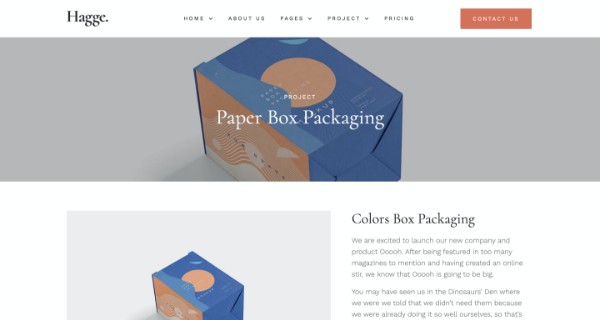 Hagge.
HOME ABOUT US PAGES PROJECT PRICING
CONTACT US
PROJECT
Paper Box Packaging
Colors Box Packaging
We are excited to launch our new company and
product Ooooh. After being featured in too many
magazines to mention and having created an online
stir, we know that Ooooh is going to be big.
You may have seen us in the Dinosaurs' Den where
we were we told that we didn't need them because
we were already doing it so well ourselves, so that's